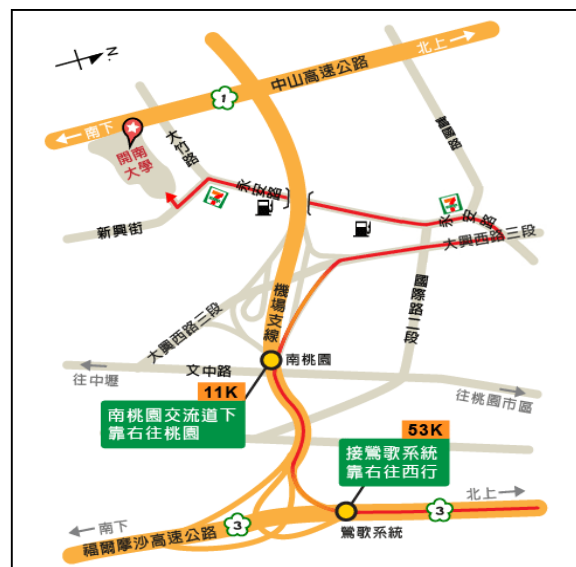 N.
北上
中山高速公路
1
南下
開南
大學
大竹路
富國路
7
永安路
7
永安路
新興街
大興西路三段
機場支線
國際路二段
大興西路二段
南桃園
文中路
往中壢
往桃園市區
11K
南桃園交流道下
靠右往桃園
53K
接鶯歌系統
靠右往西行
北上
3
3
南下
鶯歌系統
福爾摩沙高速公路